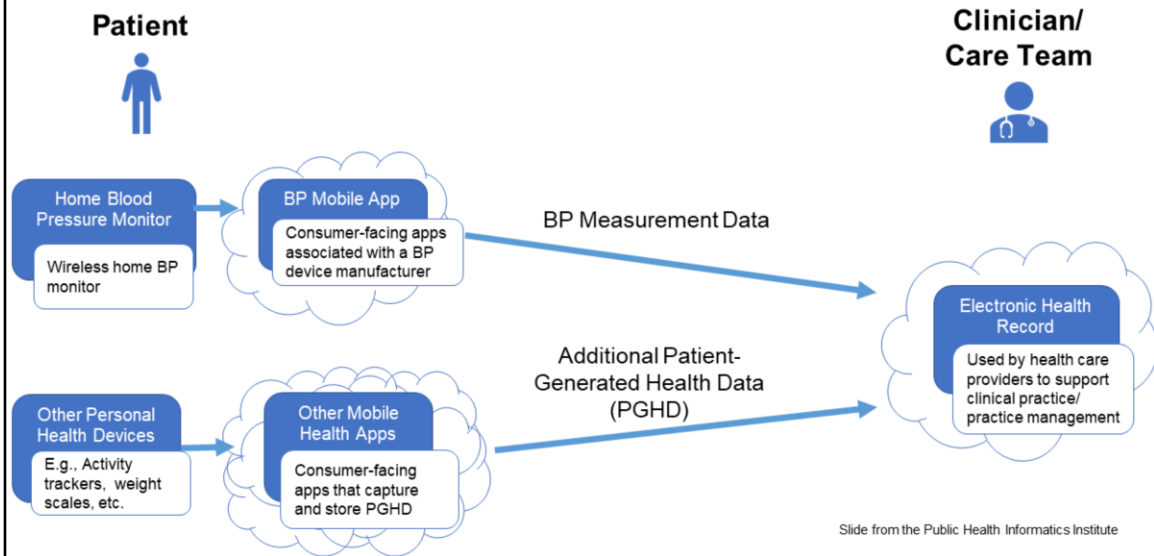 Patient
Clinician/
Care Team
Home Blood
Pressure Monitor
Wireless home BP
monitor
BP Mobile App
Consumer-facing apps
associated with a BP
device manufacturer
BP Measurement Data
Electronic Health
Record
Used by health care
providers to support
clinical practice/
practice management
Additional Patient-
Generated Health Data
(PGHD)
Other Personal
Health Devices
E.g., Activity
trackers, weight
scales, etc.
Other Mobile
Health Apps
Consumer-facing
apps that capture
and store PGHD
Slide from the Public Health Informatics Institute